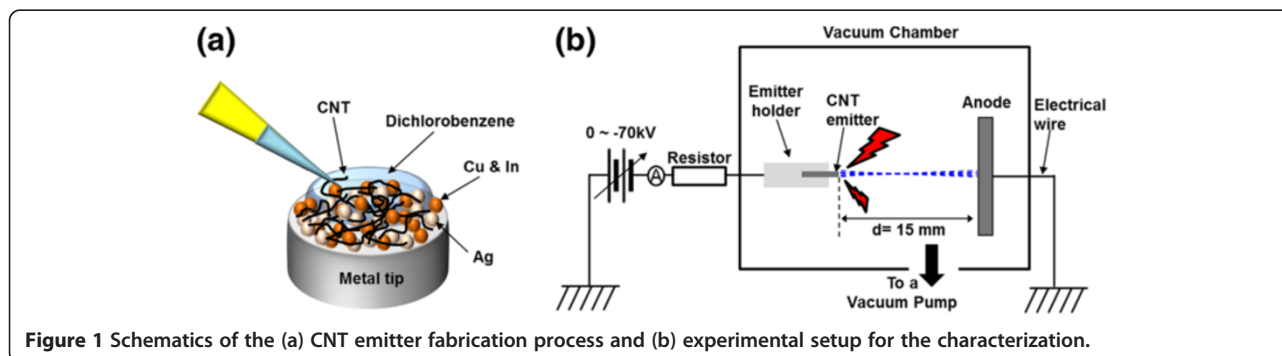 (a)
CNT
Dichlorobenzene
Cu & In
Ag
Metal tip
(b)
Vacuum Chamber
Emitter
holder
CNT
emitter
Anode
Electrical
wire
0 ~ -70kV
A
Resistor
d= 15 mm
To a
Vacuum Pump
Figure 1 Schematics of the (a) CNT emitter fabrication process and (b) experimental setup for the characterization.